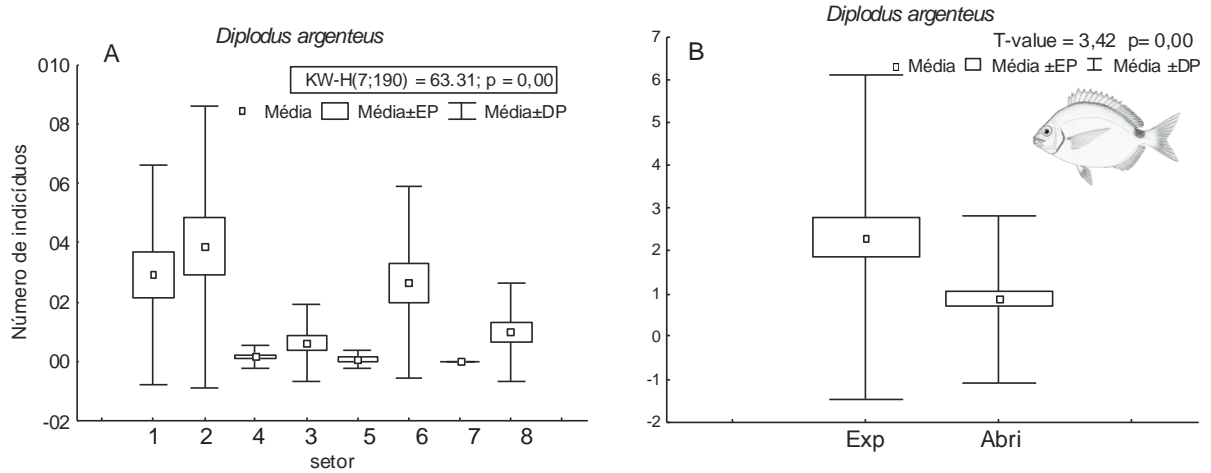 A
Diplodus argenteus
KW-H(7;190) = 63.31; p = 0,00
Média Média±EP Média±DP
Número de indicíduos
010
08
06
04
02
00
-02
1 2 4 3 5 6 7 8
setor
Diplodus argenteus
B
T-value = 3,42 p= 0,00
Média Média ±EP Média ±DP
7
6
5
4
3
2
1
0
-1
-2
Exp Abri